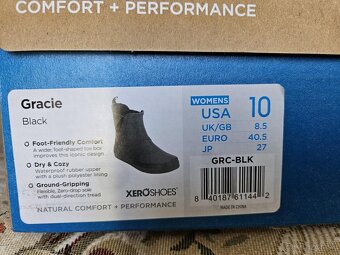 COMFORT + PERFORMANCE
Gracie
Black
Foot-Friendly Comfort
A wider, foot-shaped toe box
improves this iconic design
Dry & Cozy
Waterproof rubber upper
with a plush polyester lining
Ground-Gripping
Flexible, Zero-drop sole
with dual-direction tread
XEROSHOES
NATURAL COMFORT + PERFORMANCE
WOMENS
USA 10
UK/GB 8.5
EURO 40.5
JP 27
GRC-BLK
8 40187 61144 2
MADE IN CHINA